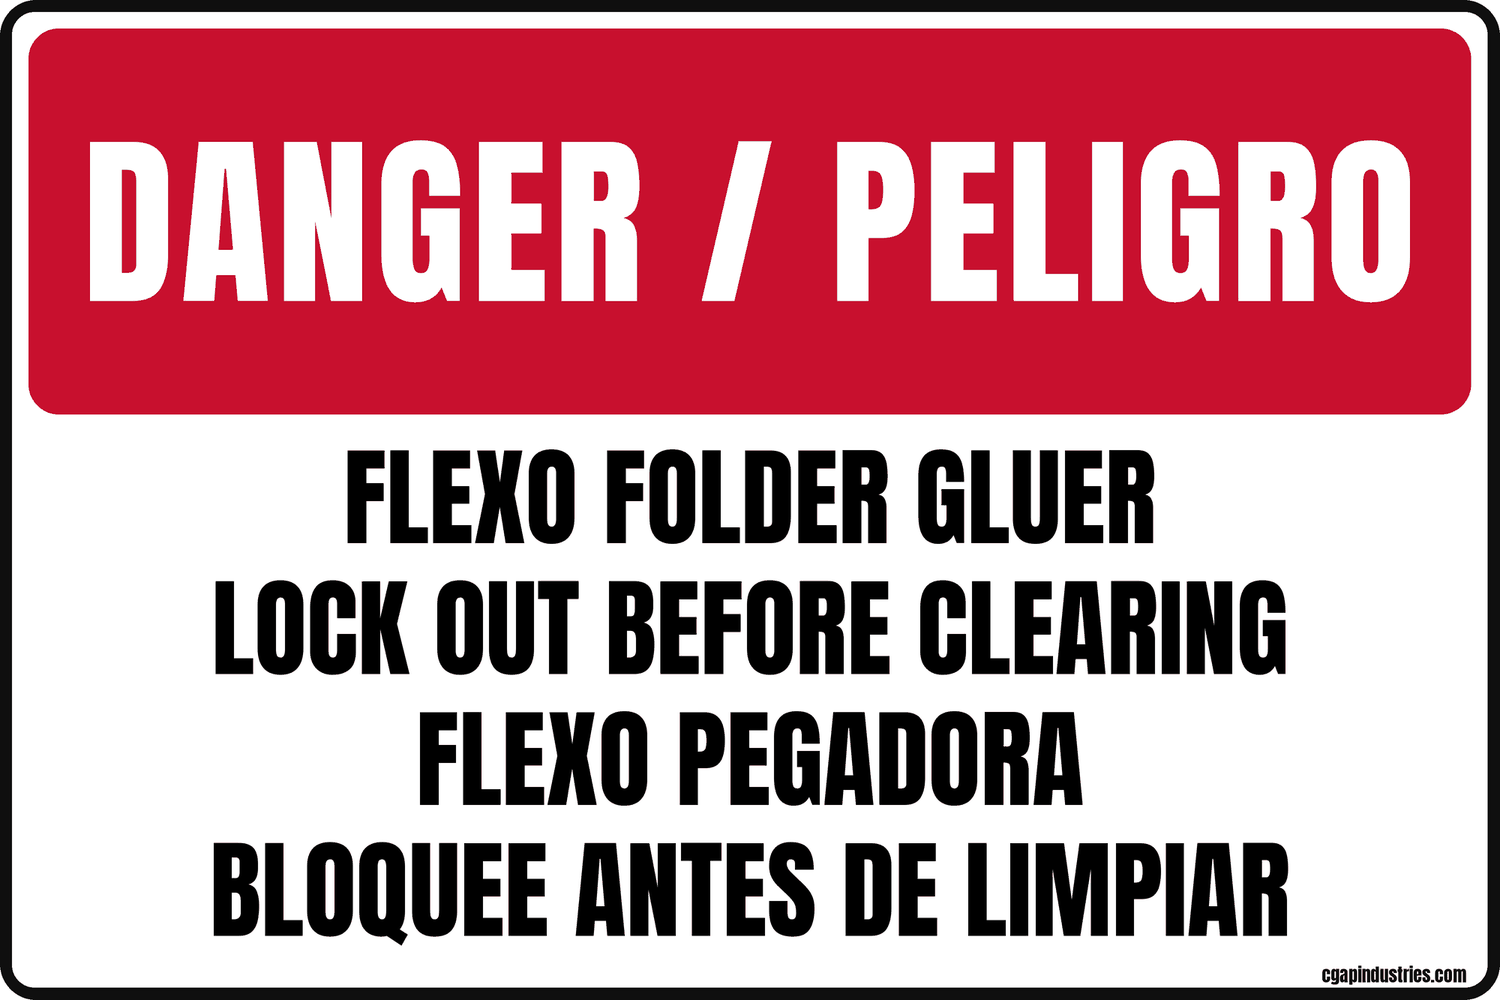 DANGER / PELIGRO
FLEXO FOLDER GLUER
LOCK OUT BEFORE CLEARING
FLEXO PEGADORA
BLOQUEE ANTES DE LIMPIAR
cgapindustries.com